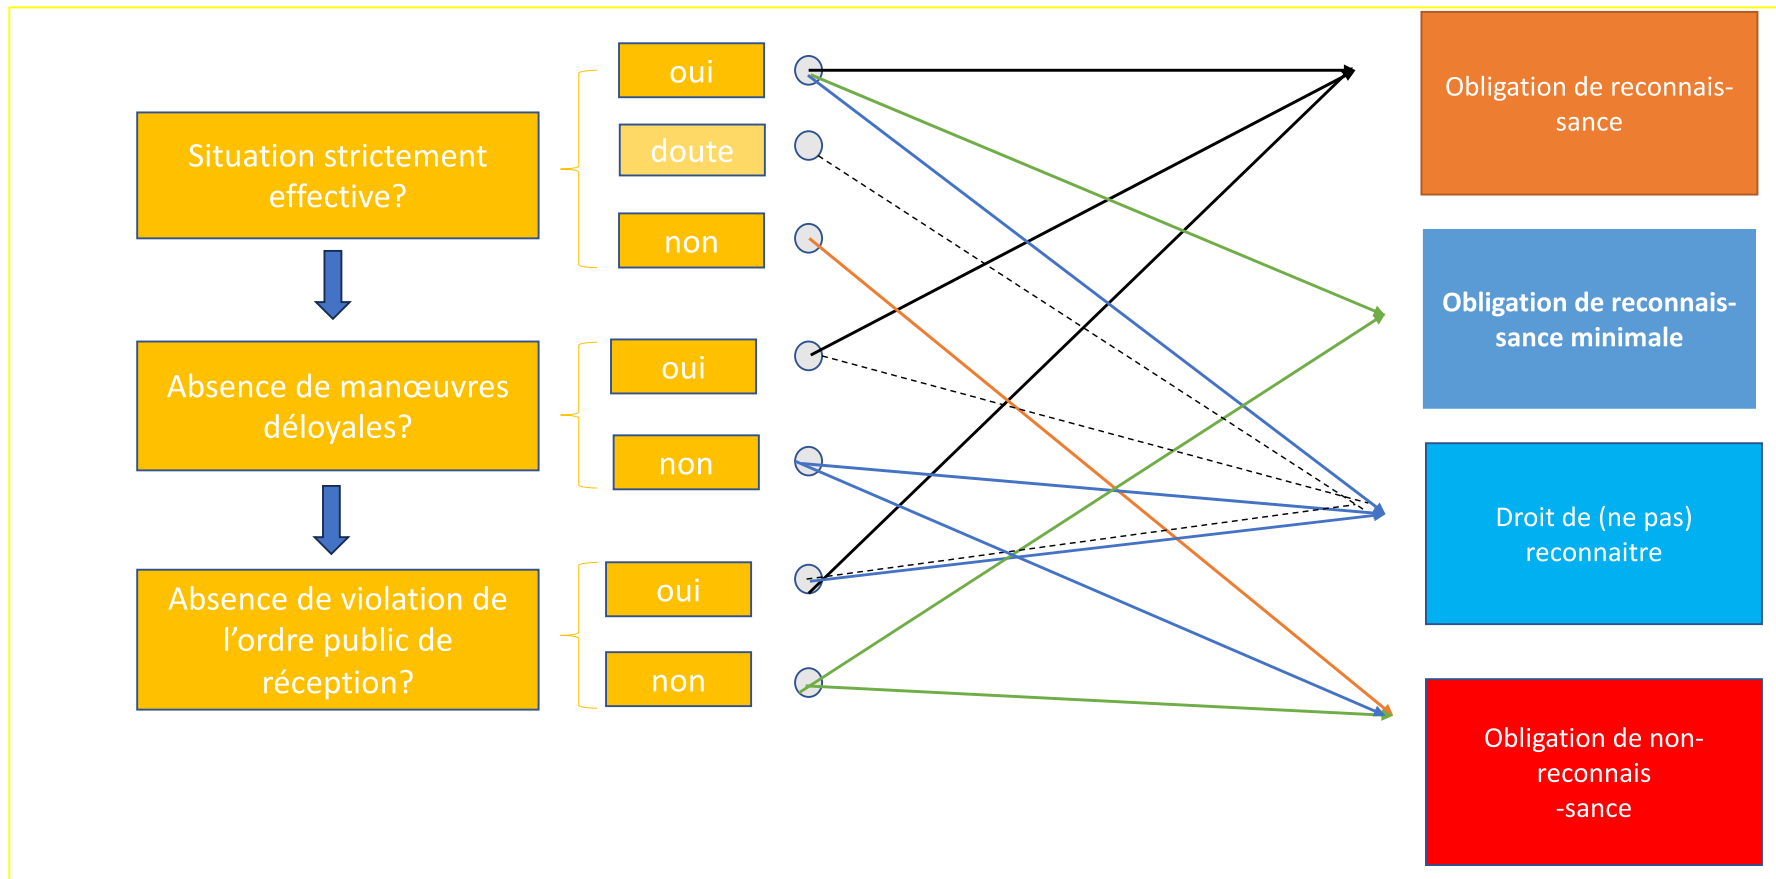 Situation strictement
effective?
oui
doute
non
Absence de manœuvres
déloyales?
oui
non
Absence de violation de
l’ordre public de
réception?
oui
non
Obligation de reconnais-
sance
Obligation de reconnais-
sance minimale
Droit de (ne pas)
reconnaitre
Obligation de non-
reconnais
-sance